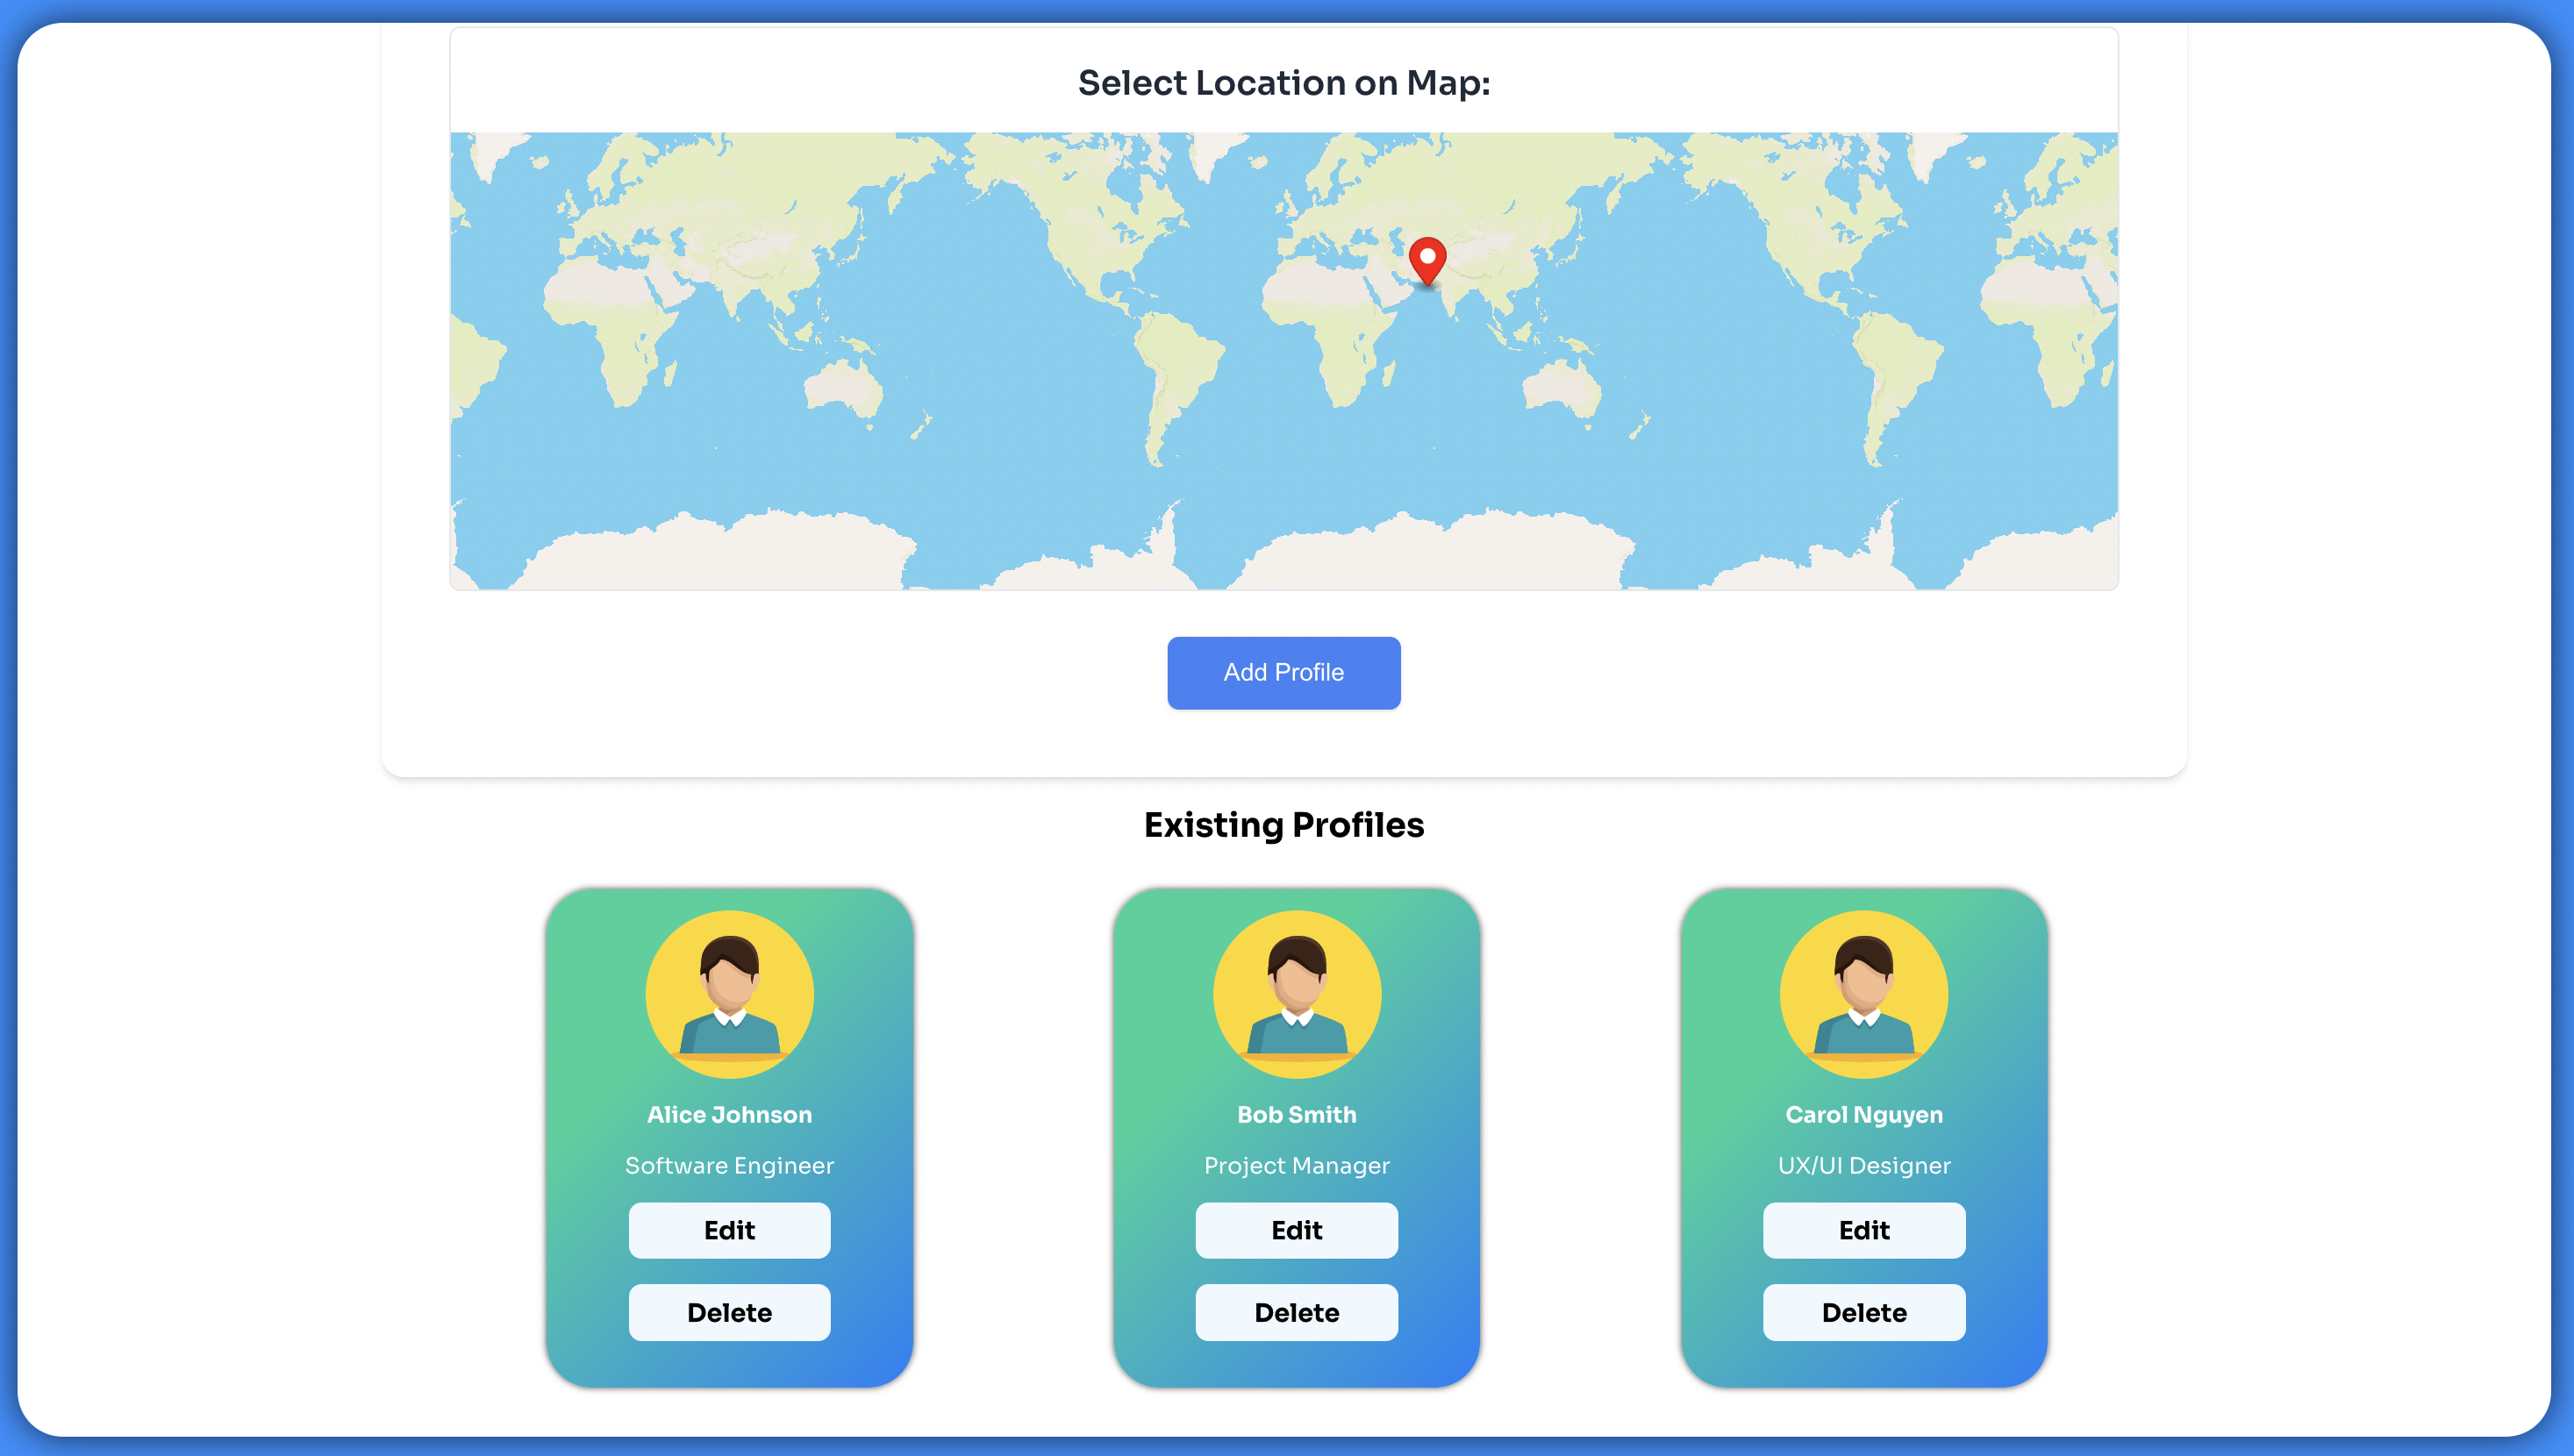 Select Location on Map:
Add Profile
Existing Profiles
Alice Johnson
Software Engineer
Edit
Delete
Bob Smith
Project Manager
Edit
Delete
Carol Nguyen
UX/UI Designer
Edit
Delete